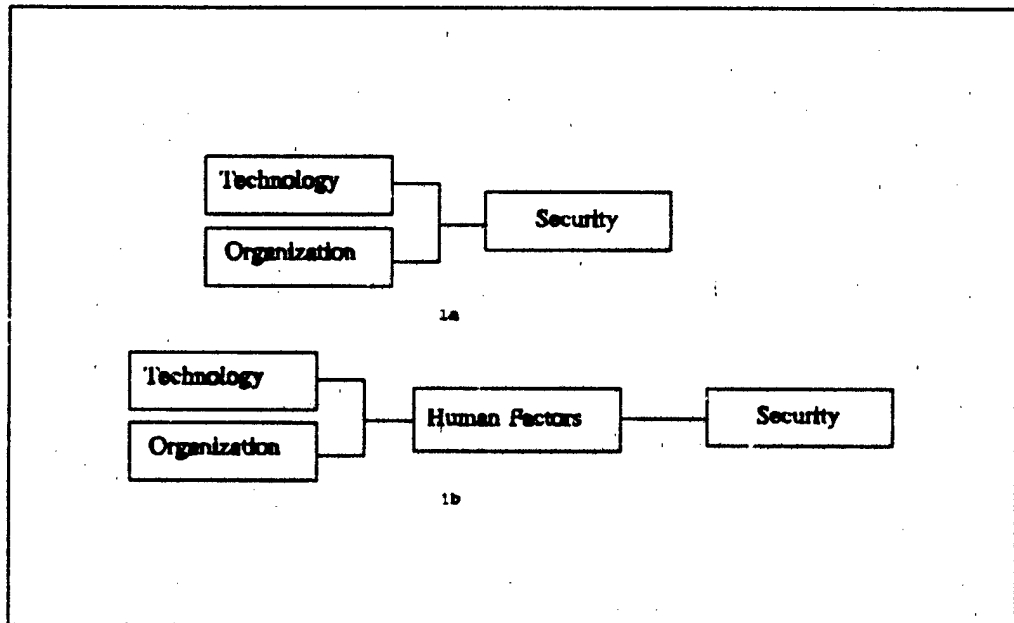 Technology
Security
Organization
1a
Technology
Human Factors
Security
Organization
1b